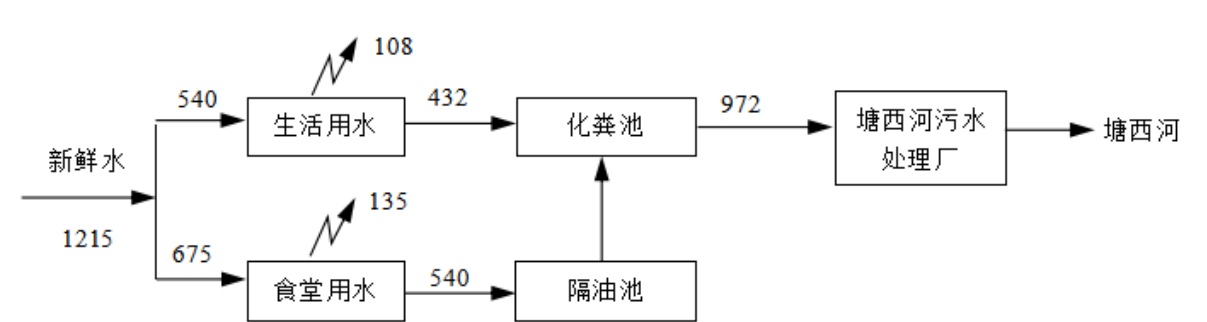 108
540
生活用水
432
化粪池
972
塘西河污水
处理厂
塘西河
新鲜水
1215
135
675
食堂用水
540
隔油池